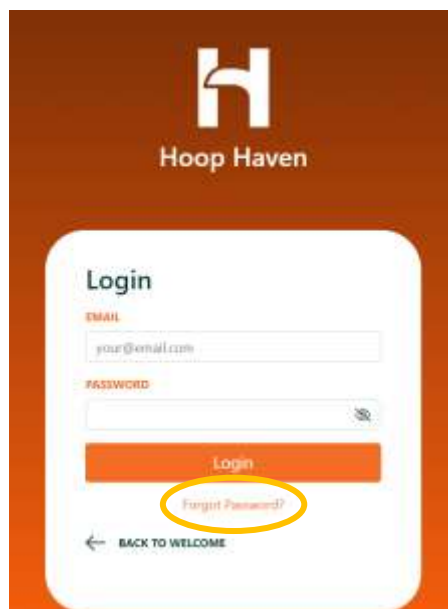 H
Hoop Haven
Login
EMAIL
your@email.com
PASSWORD
Login
Forgot Password?
← BACK TO WELCOME